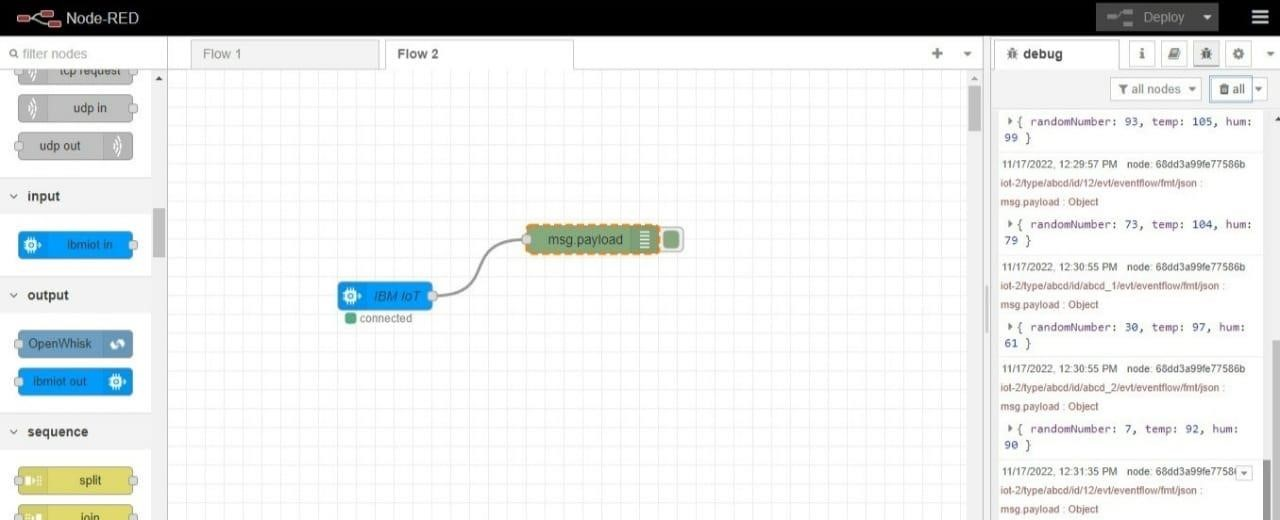 Node-RED
Deploy
filter nodes
Flow 1
Flow 2
debug
i
all nodes
all
tcp request
udp in
udp out
input
ibmiot in
output
OpenWhisk
ibmiot out
sequence
split
join
msg.payload
IBM IoT
connected
{ randomNumber: 93, temp: 105, hum:
99 }
11/17/2022, 12:29:57 PM node: 68dd3a99fe77586b
iot-2/type/abcd/id/12/evt/eventflow/fmt/json :
msg.payload : Object
{ randomNumber: 73, temp: 104, hum:
79 }
11/17/2022, 12:30:55 PM node: 68dd3a99fe77586b
iot-2/type/abcd/id/abcd_1/evt/eventflow/fmt/json :
msg.payload : Object
{ randomNumber: 30, temp: 97, hum:
61 }
11/17/2022, 12:30:55 PM node: 68dd3a99fe77586b
iot-2/type/abcd/id/abcd_2/evt/eventflow/fmt/json :
msg.payload : Object
{ randomNumber: 7, temp: 92, hum:
90 }
11/17/2022, 12:31:35 PM node: 68dd3a99fe7758
iot-2/type/abcd/id/12/evt/eventflow/fmt/json :
msg.payload : Object